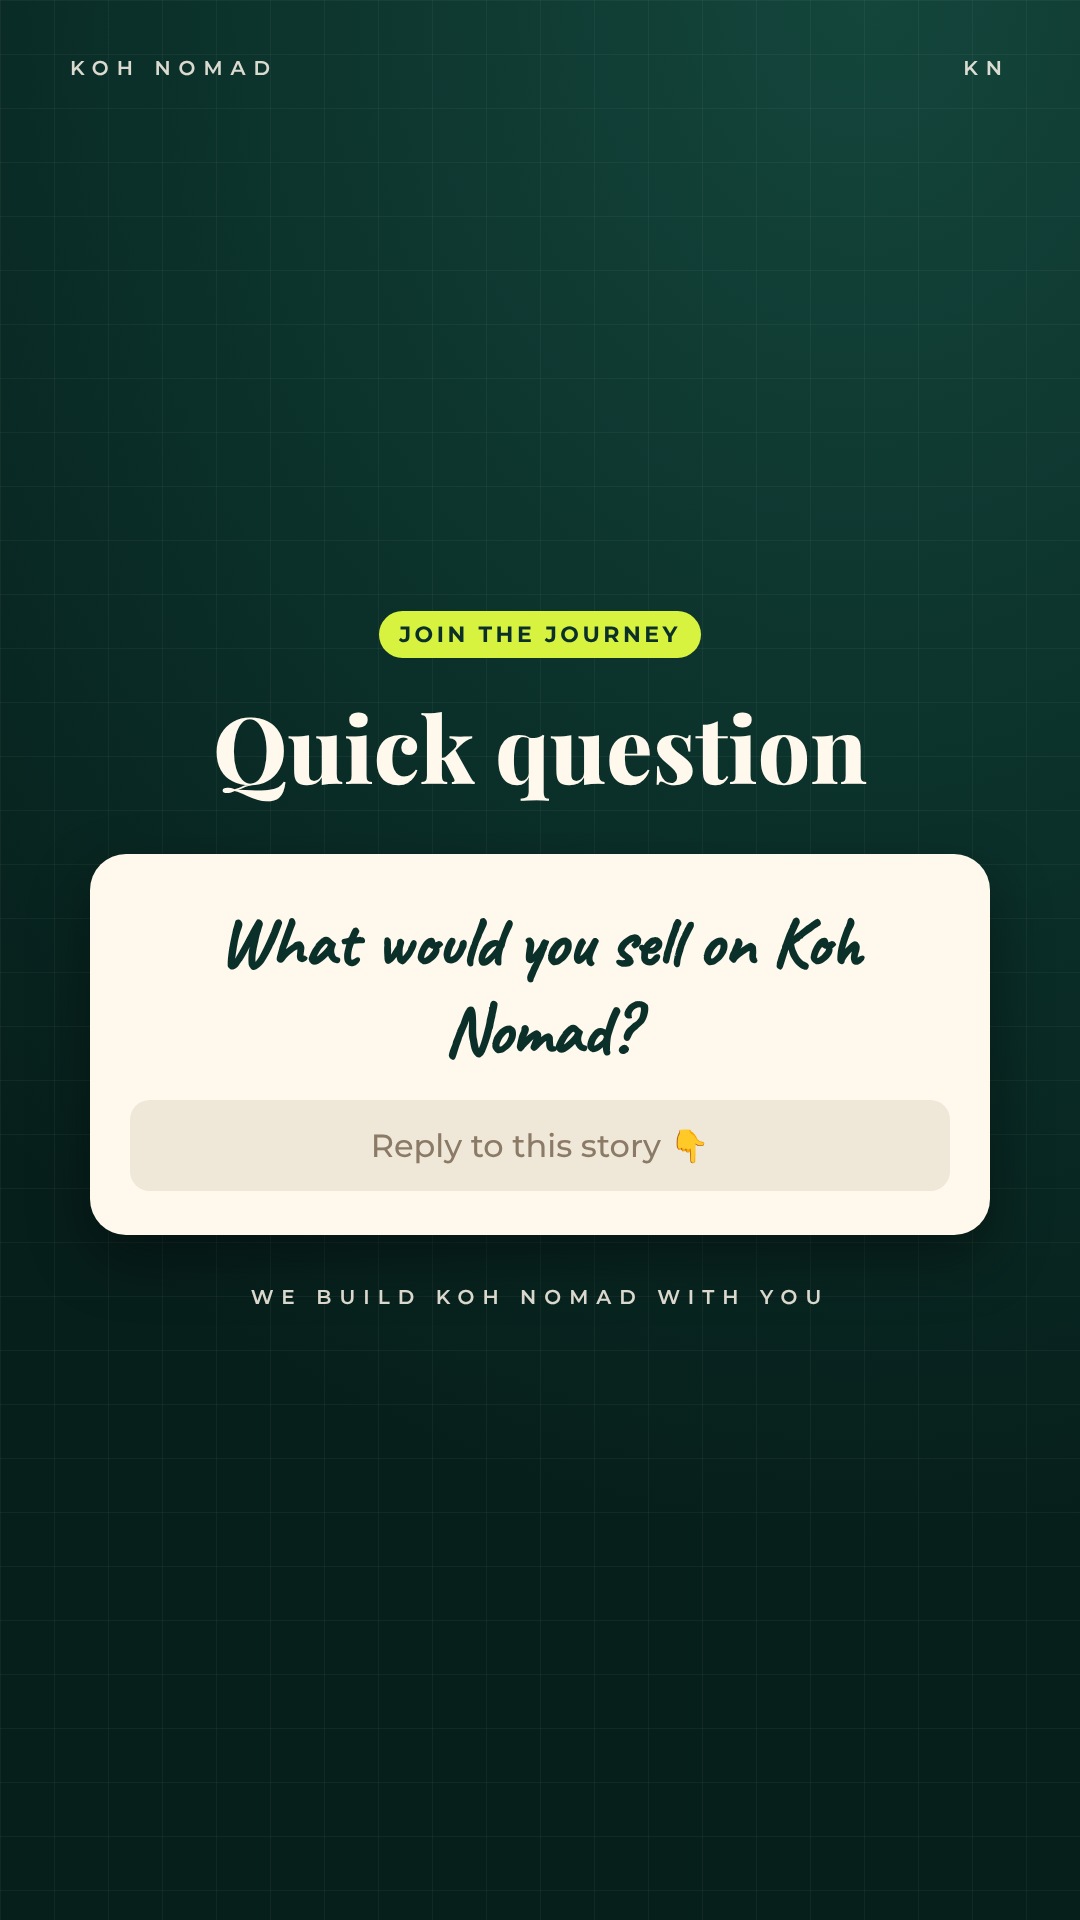 KOH NOMAD
KN
JOIN THE JOURNEY
Quick question
What would you sell on Koh
Nomad?
Reply to this story 👇
WE BUILD KOH NOMAD WITH YOU